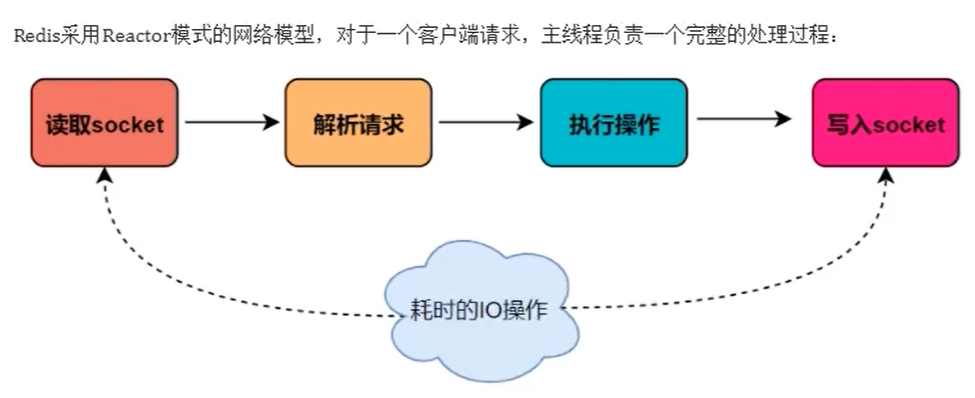 Redis采用Reactor模式的网络模型，对于一个客户端请求，主线程负责一个完整的处理过程：
读取socket
解析请求
执行操作
写入socket
耗时的IO操作